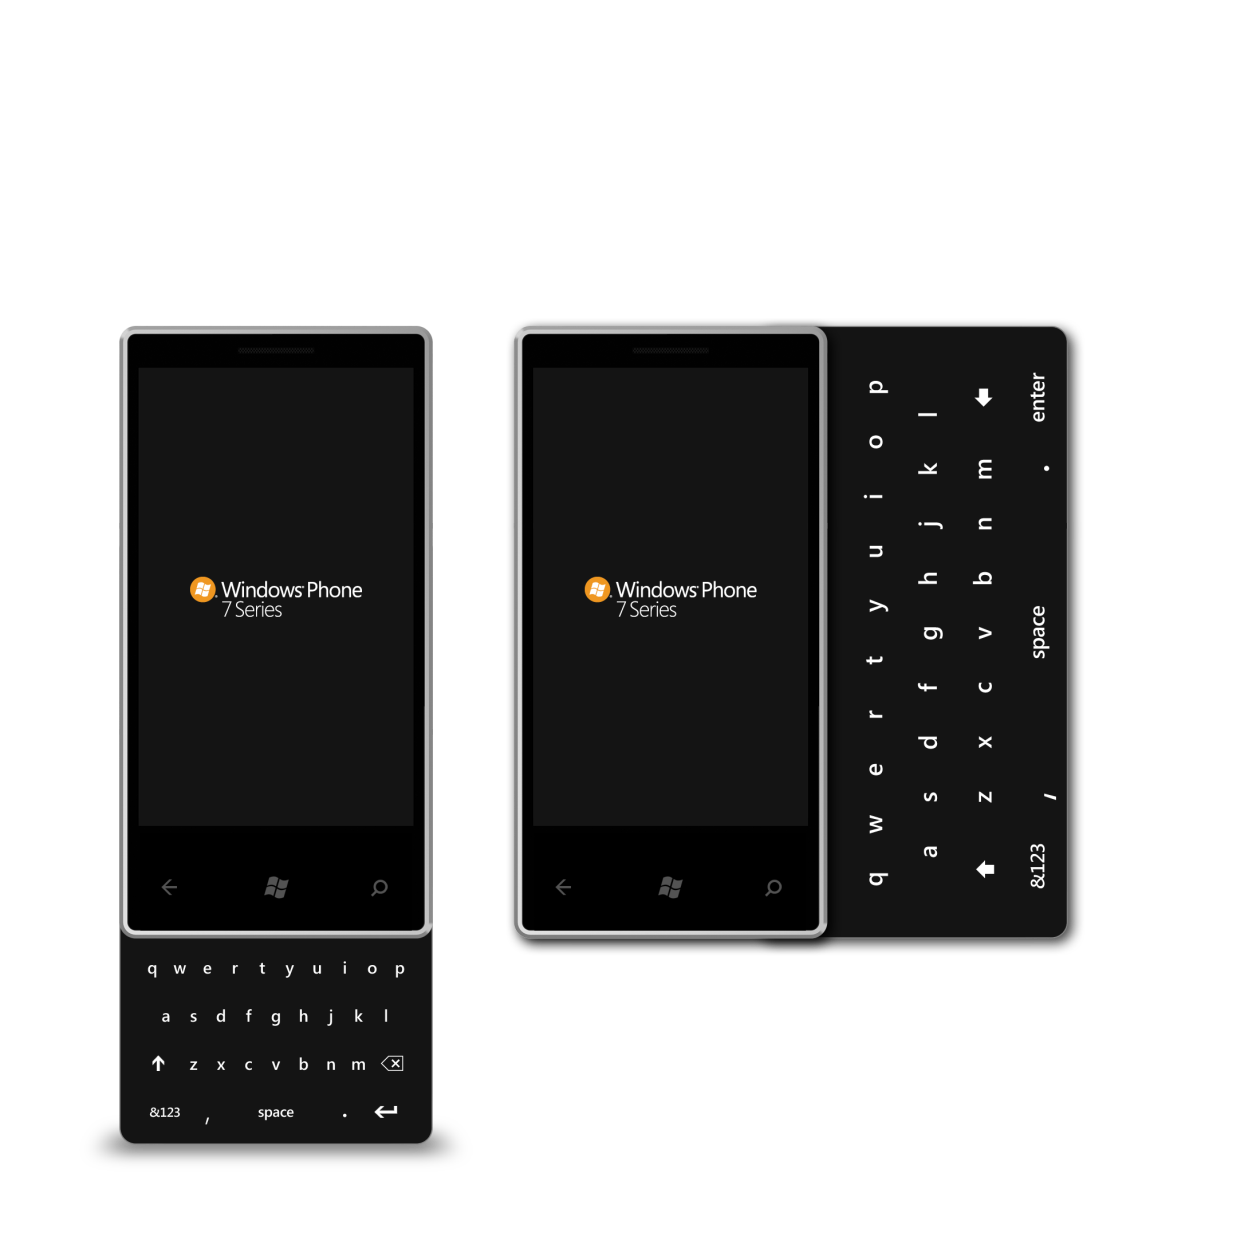 Windows Phone
7 Series
q w e r t y u i o p
a s d f g h j k l
z x c v b n m
&123 , space .
Windows Phone
7 Series
q w e r t y u i o p
a s d f g h j k l
z x c v b n m
&123 , space . enter